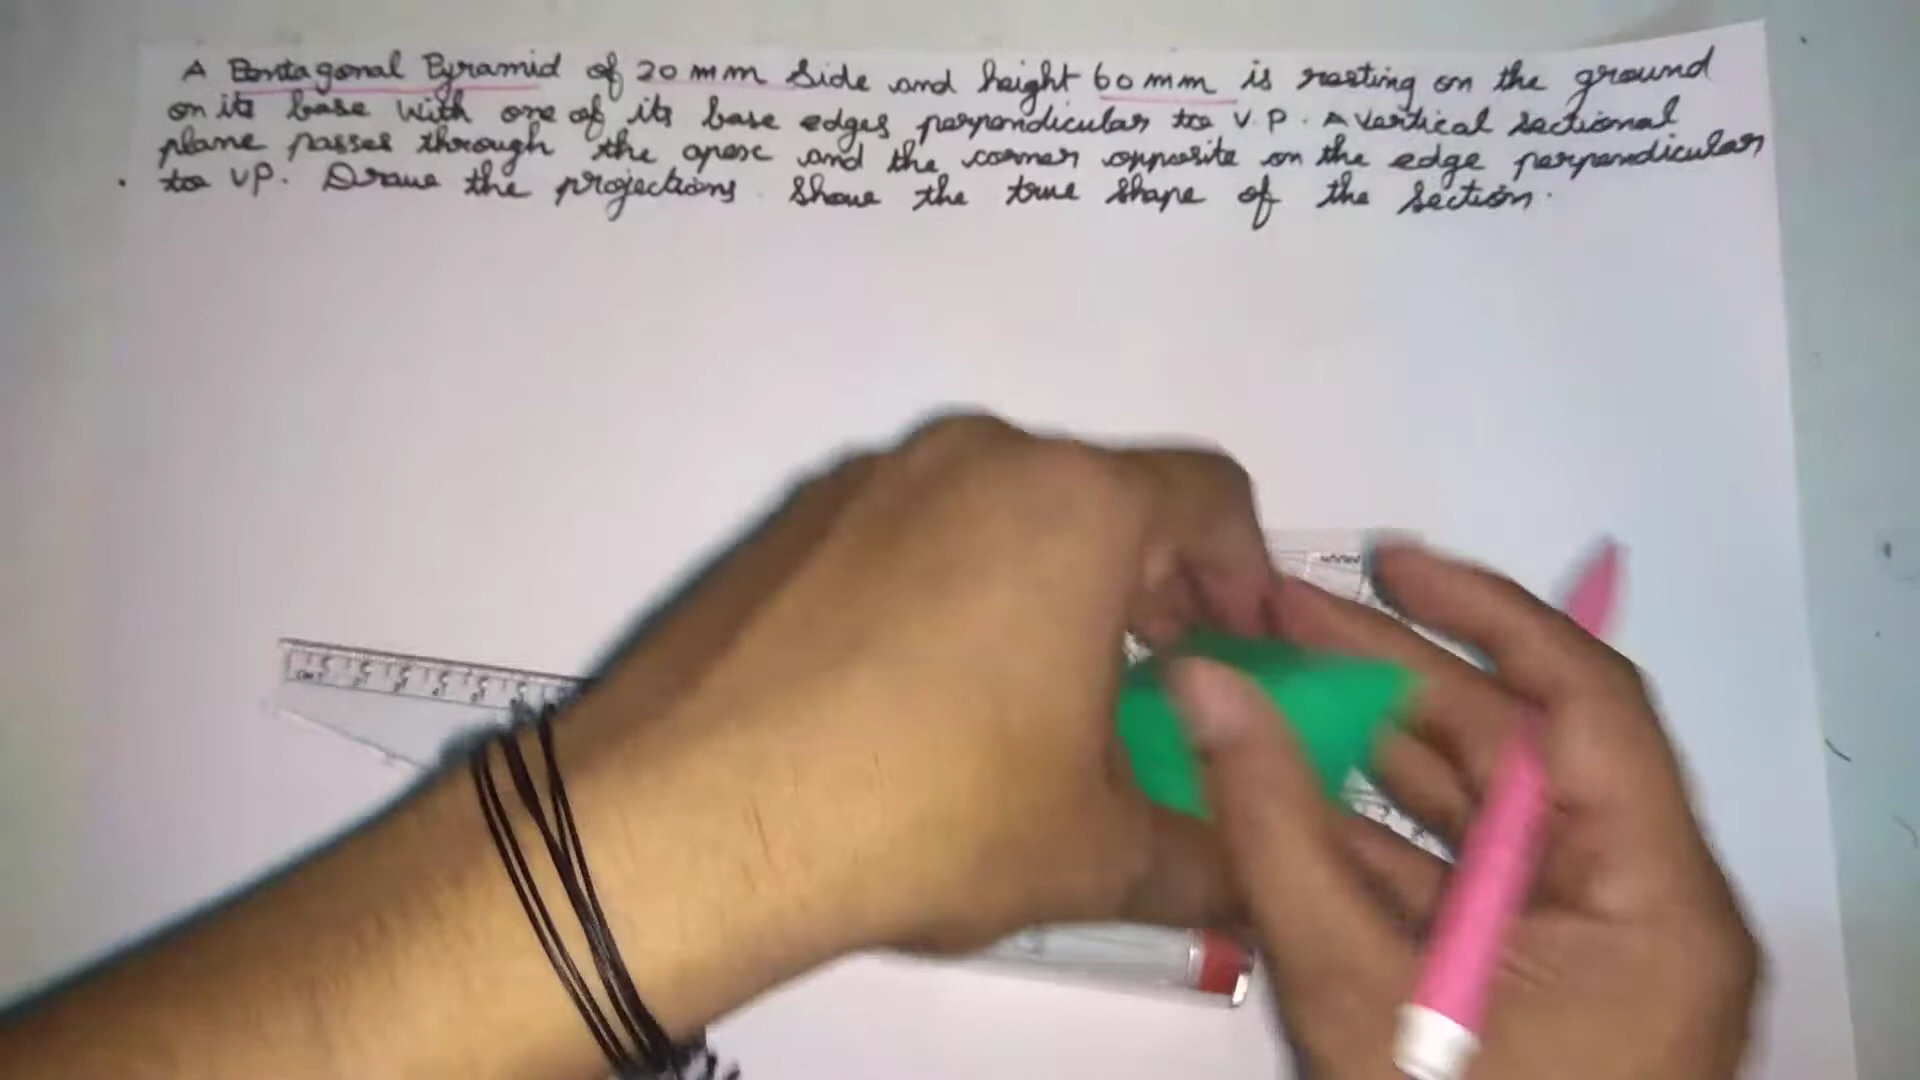 A Pentagonal Pyramid of 20 mm side and height 60 mm is resting on the ground
on its base with one of its base edges perpendicular to V.P. A vertical sectional
plane passes through the apex and the corner opposite on the edge perpendicular
to VP. Draw the projections. Show the true shape of the section.
cm